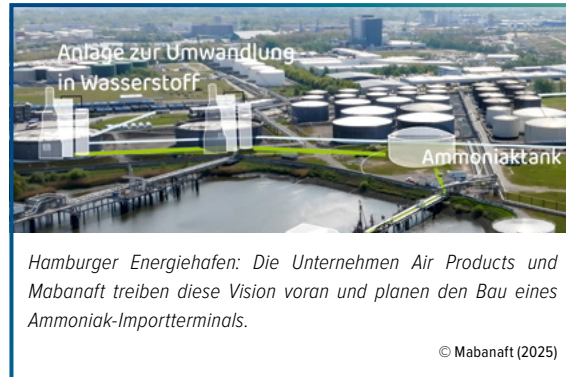 Anlage zur Umwandlung
in Wasserstoff
Ammoniaktank
Hamburger Energiehafen: Die Unternehmen Air Products und
Mabanaft treiben diese Vision voran und planen den Bau eines
Ammoniak-Importterminals.
© Mabanaft (2025)